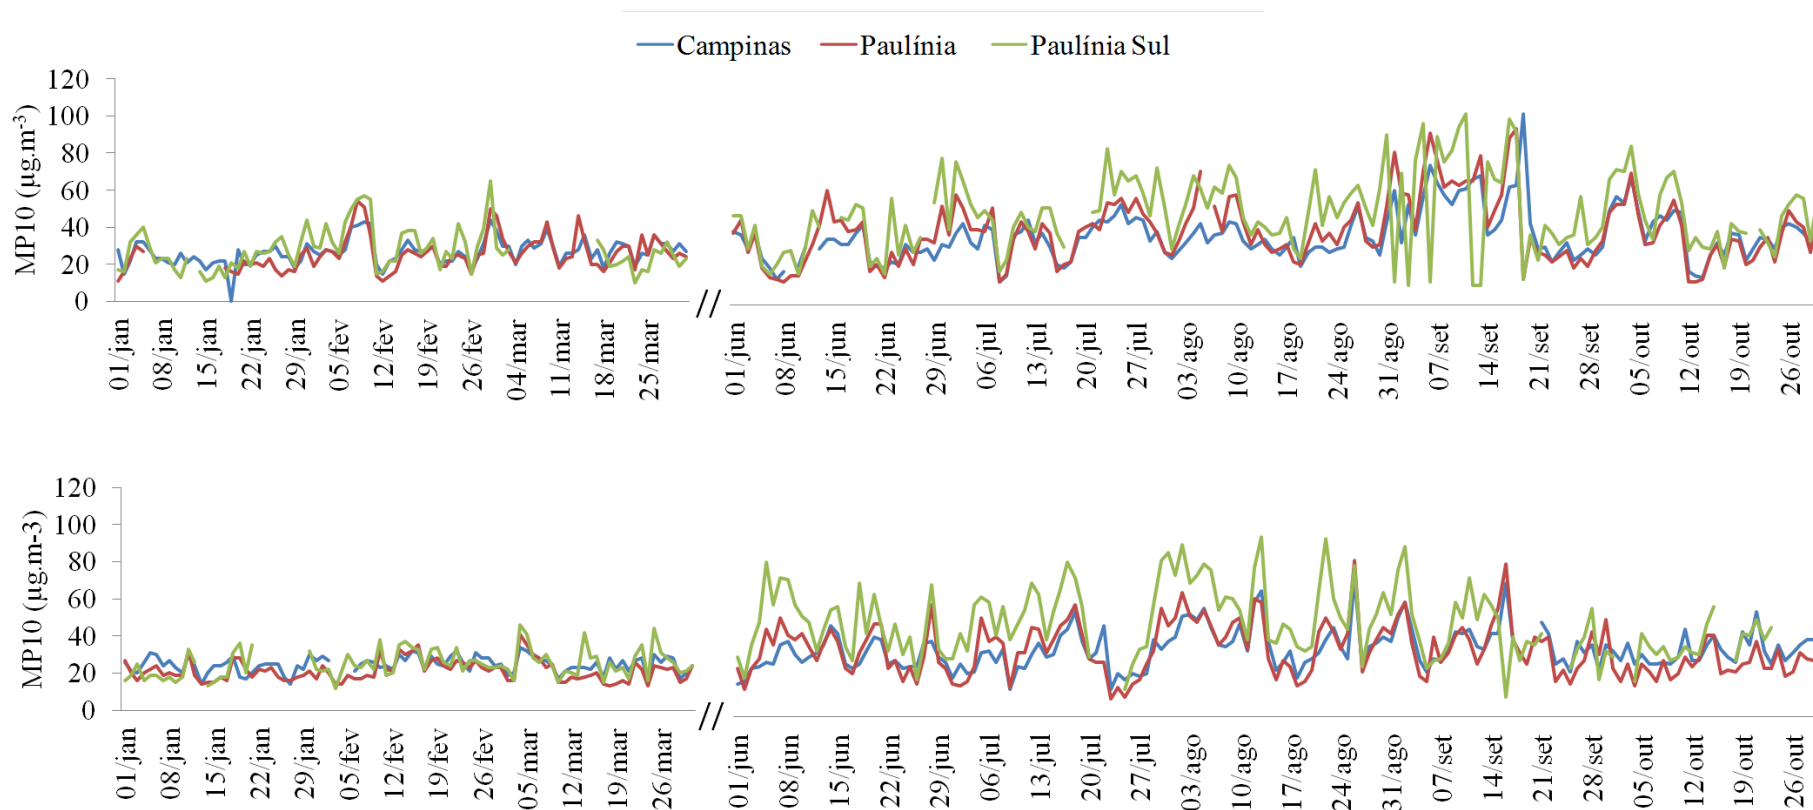 Campinas Paulínia Paulínia Sul
MP10 (µg.m-3)
120
100
80
60
40
20
0
01/jan 08/jan 15/jan 22/jan 29/jan 05/fev 12/fev 19/fev 26/fev 04/mar 11/mar 18/mar 25/mar // 01/jun 08/jun 15/jun 22/jun 29/jun 06/jul 13/jul 20/jul 27/jul 03/ago 10/ago 17/ago 24/ago 31/ago 07/set 14/set 21/set 28/set 05/out 12/out 19/out 26/out
MP10 (µg.m-3)
120
100
80
60
40
20
0
01/jan 08/jan 15/jan 22/jan 29/jan 05/fev 12/fev 19/fev 26/fev 05/mar 12/mar 19/mar 26/mar // 01/jun 08/jun 15/jun 22/jun 29/jun 06/jul 13/jul 20/jul 27/jul 03/ago 10/ago 17/ago 24/ago 31/ago 07/set 14/set 21/set 28/set 05/out 12/out 19/out 26/out